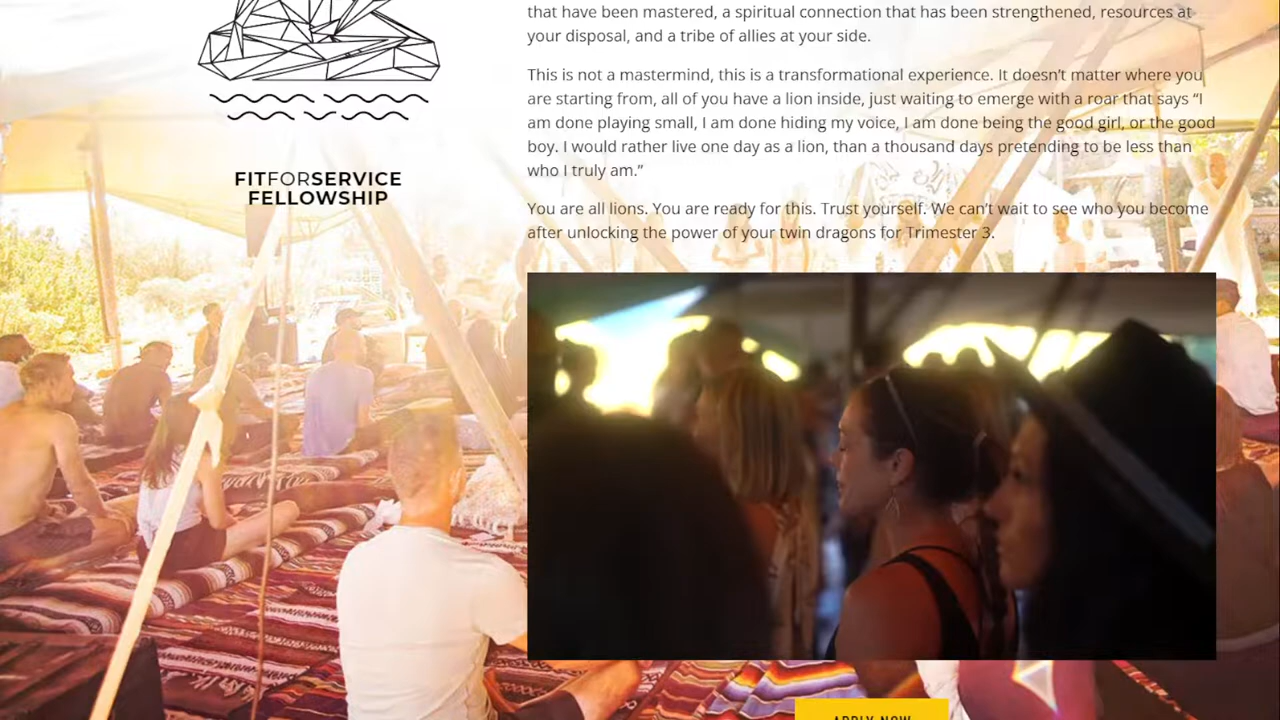 that have been mastered, a spiritual connection that has been strengthened, resources at
your disposal, and a tribe of allies at your side.
This is not a mastermind, this is a transformational experience. It doesn’t matter where you
are starting from, all of you have a lion inside, just waiting to emerge with a roar that says “I
am done playing small, I am done hiding my voice, I am done being the good girl, or the good
boy. I would rather live one day as a lion, than a thousand days pretending to be less than
who I truly am.”
You are all lions. You are ready for this. Trust yourself. We can’t wait to see who you become
after unlocking the power of your twin dragons for Trimester 3.
FITFORSERVICE
FELLOWSHIP
APPLY NOW